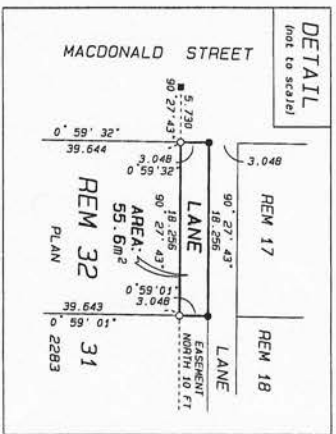 DETAIL
(not to scale)
MACDONALD STREET
REM 17
REM 18
3.048
90° 27' 43"
18.256
LANE
5.730
90° 27' 43"
LANE
3.048
0° 59' 32"
90° 27' 43"
18.256
0° 59' 01"
3.048
EASEMENT
NORTH 10 FT
0° 59' 32"
39.644
AREA:
55.6m²
39.643
0° 59' 01"
REM 32
31
PLAN
2283